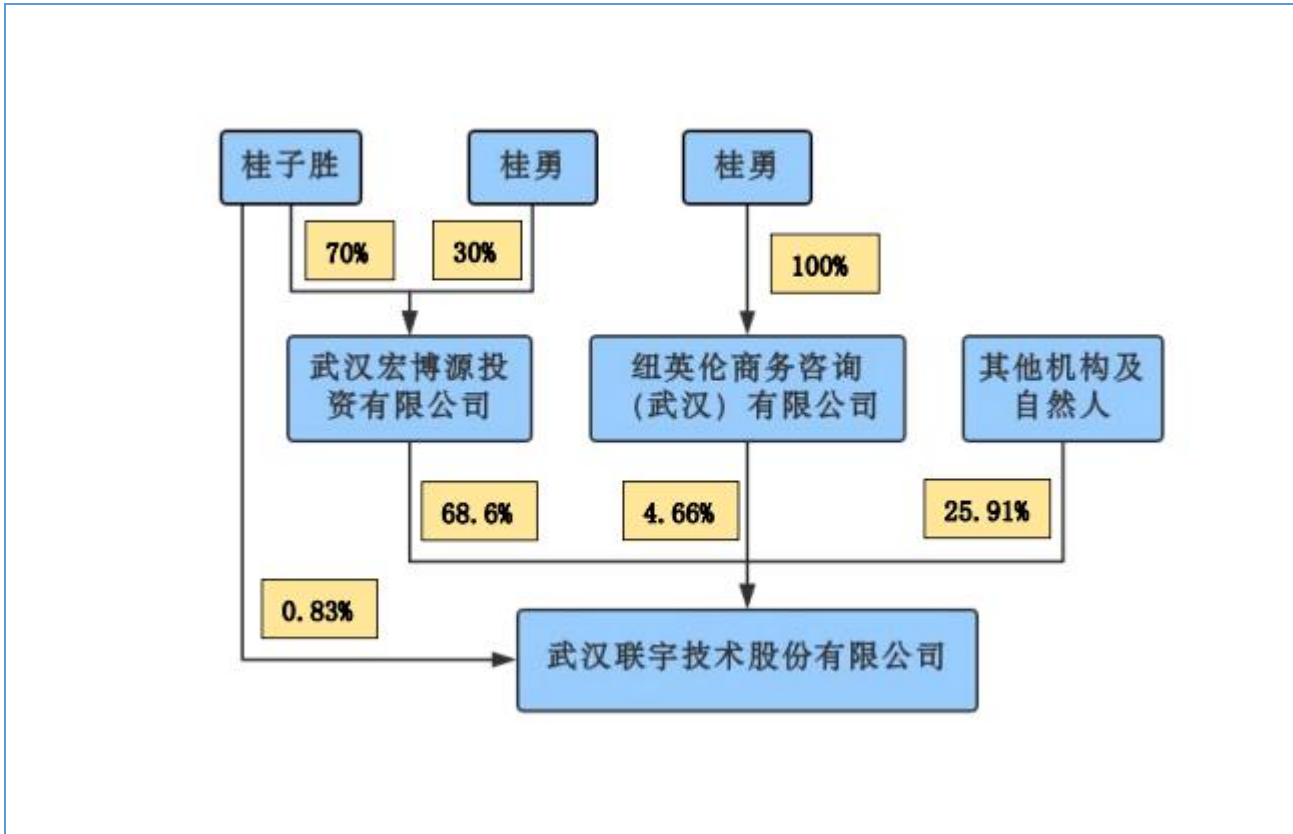 桂子胜
桂勇
桂勇
70%
30%
100%
武汉宏博源投
资有限公司
纽英伦商务咨询
（武汉）有限公司
其他机构及
自然人
68.6%
4.66%
25.91%
0.83%
武汉联宇技术股份有限公司